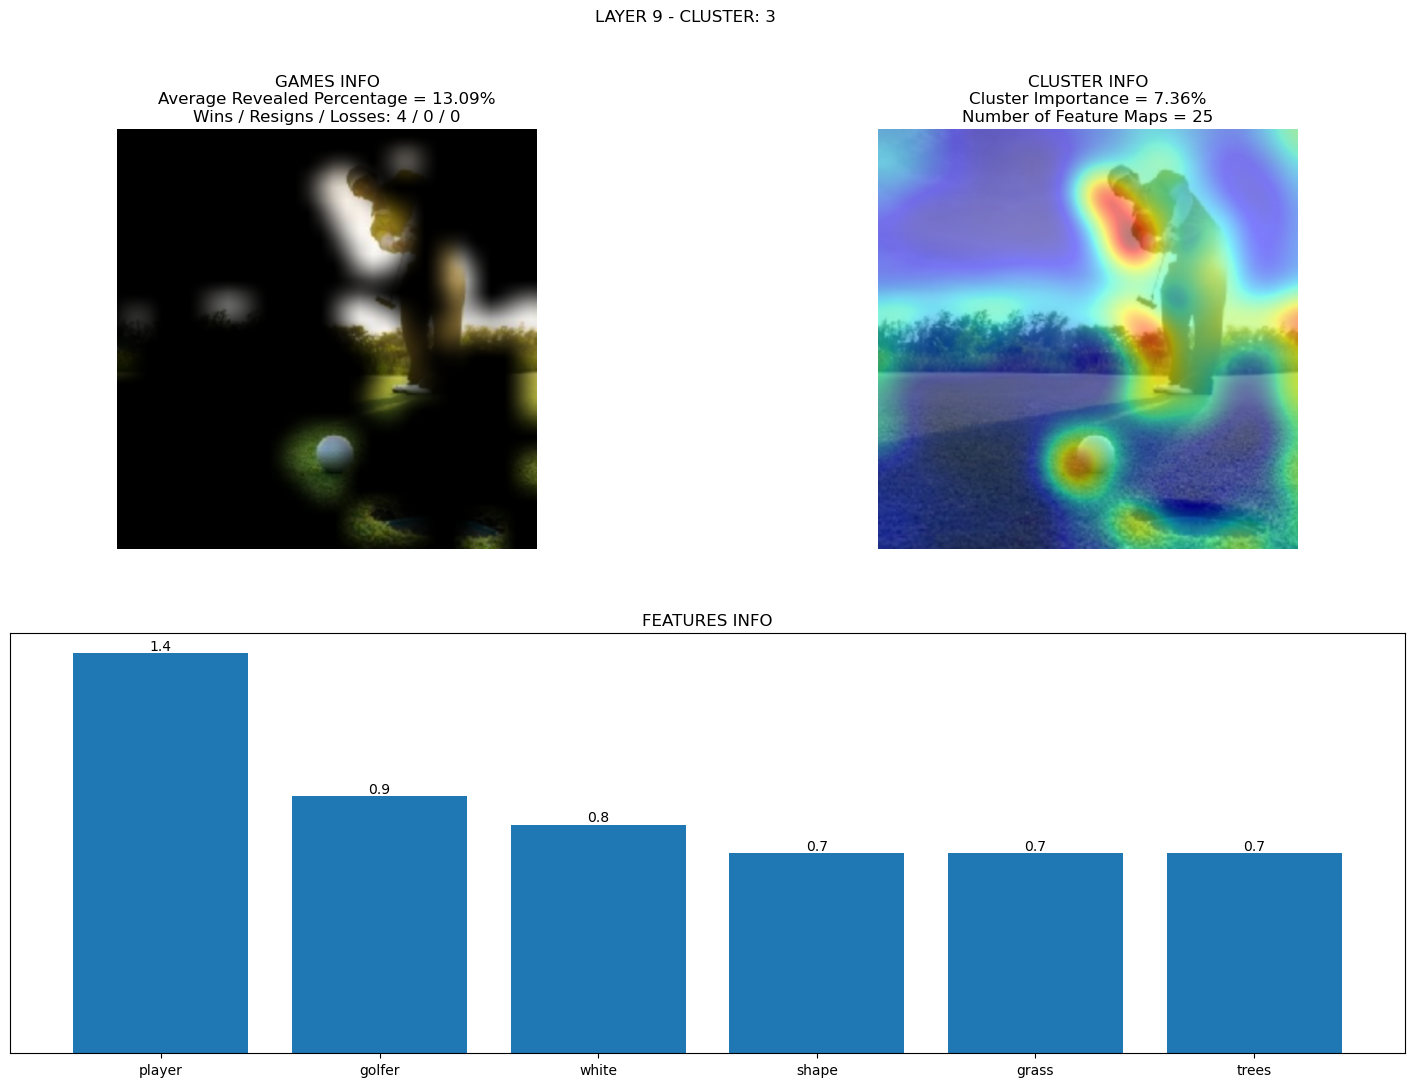 LAYER 9 - CLUSTER: 3
GAMES INFO
Average Revealed Percentage = 13.09%
Wins / Resigns / Losses: 4 / 0 / 0
CLUSTER INFO
Cluster Importance = 7.36%
Number of Feature Maps = 25
FEATURES INFO
1.4
0.9
0.8
0.7
0.7
0.7
player
golfer
white
shape
grass
trees